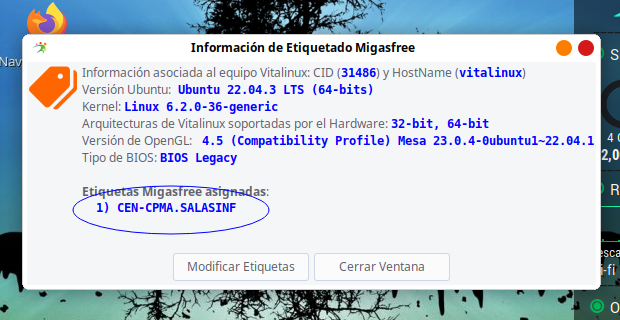 Información de Etiquetado Migasfree
Información asociada al equipo Vitalinux: CID (31486) y HostName (vitalinux)
Versión Ubuntu: Ubuntu 22.04.3 LTS (64-bits)
Kernel: Linux 6.2.0-36-generic
Arquitecturas de Vitalinux soportadas por el Hardware: 32-bit, 64-bit
Versión de OpenGL: 4.5 (Compatibility Profile) Mesa 23.0.4-0ubuntu1~22.04.1
Tipo de BIOS: BIOS Legacy
Etiquetas Migasfree asignadas:
1) CEN-CPMA.SALASINF
Modificar Etiquetas
Cerrar Ventana
Nav
S
4 C
2,0
R
esca
i-fi
O